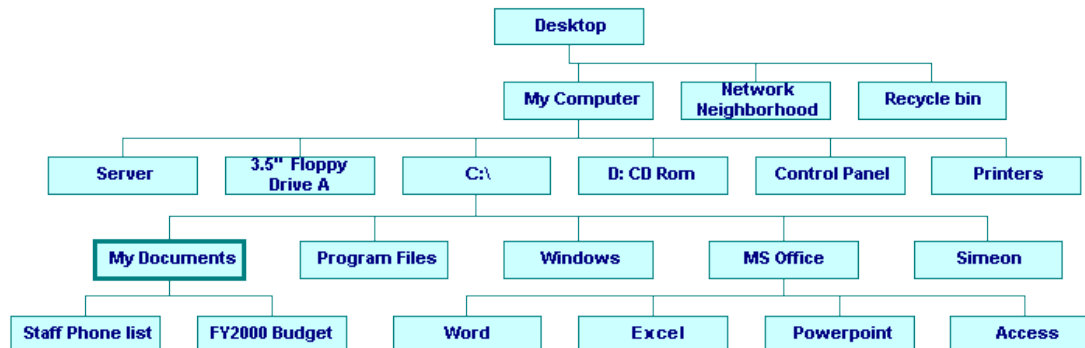 Desktop
My Computer
Network
Neighborhood
Recycle bin
Server
3.5" Floppy
Drive A
C:\
D: CD Rom
Control Panel
Printers
My Documents
Program Files
Windows
MS Office
Simeon
Staff Phone list
FY2000 Budget
Word
Excel
Powerpoint
Access